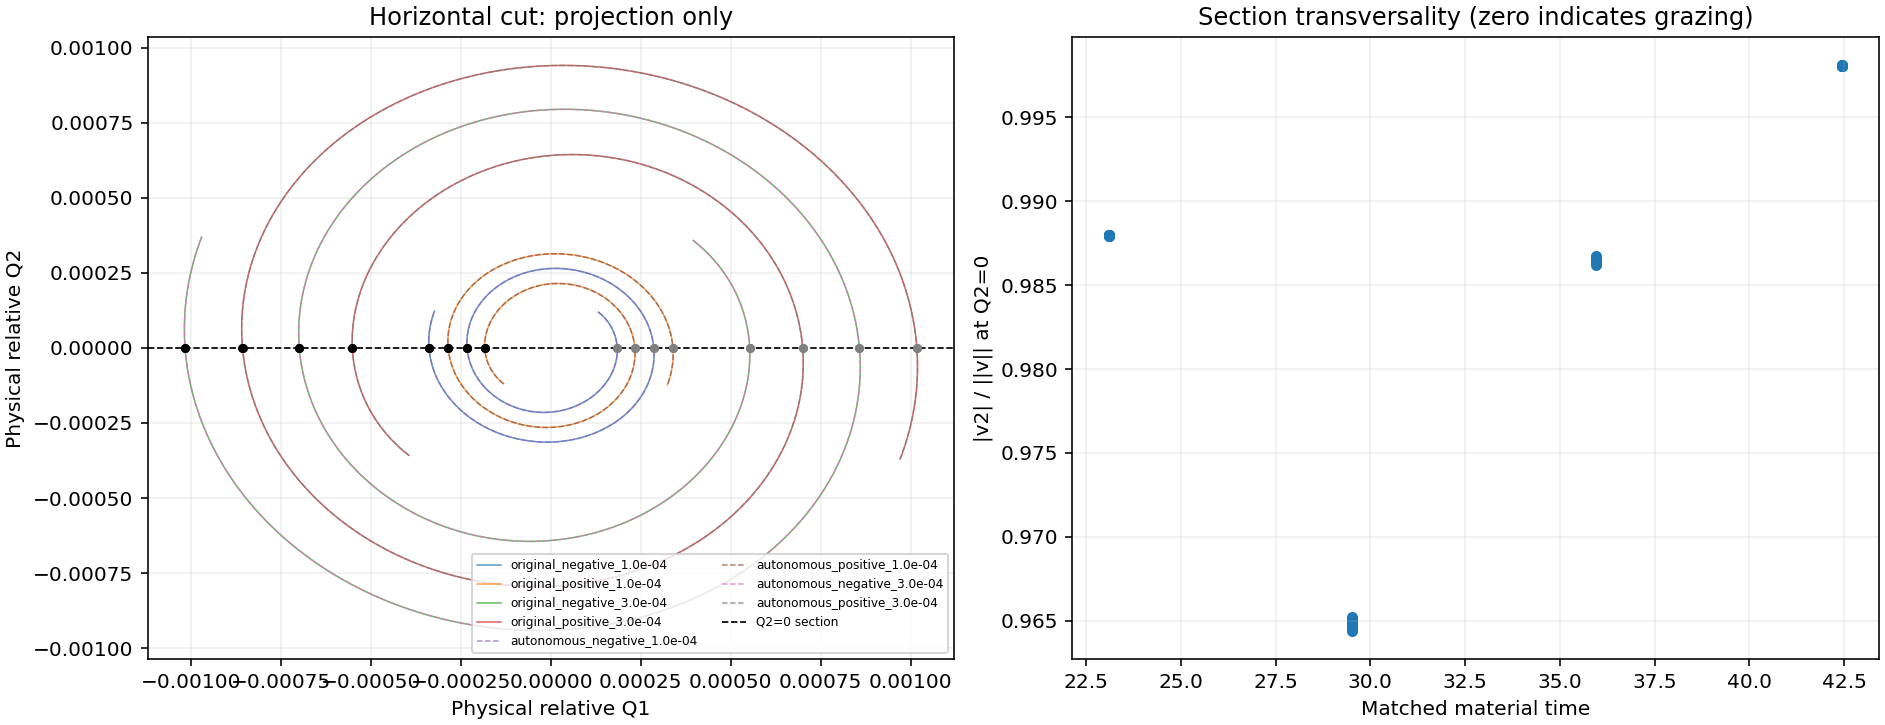 Horizontal cut: projection only
0.00100
0.00075
0.00050
0.00025
0.00000
−0.00025
−0.00050
−0.00075
−0.00100
Physical relative Q2
−0.00100
−0.00075
−0.00050
−0.00025
0.00000
0.00025
0.00050
0.00075
0.00100
Physical relative Q1
original_negative_1.0e-04
original_positive_1.0e-04
original_negative_3.0e-04
original_positive_3.0e-04
autonomous_negative_1.0e-04
autonomous_positive_1.0e-04
autonomous_negative_3.0e-04
autonomous_positive_3.0e-04
Q2=0 section
Section transversality (zero indicates grazing)
0.995
0.990
0.985
0.980
0.975
0.970
0.965
|v2| / ||v|| at Q2=0
22.5
25.0
27.5
30.0
32.5
35.0
37.5
40.0
42.5
Matched material time